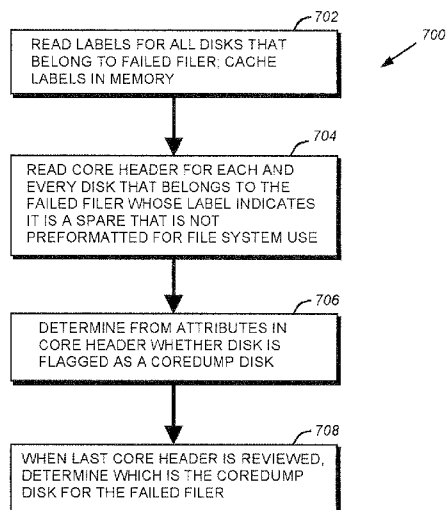 702
700
READ LABELS FOR ALL DISKS THAT
BELONG TO FAILED FILER; CACHE
LABELS IN MEMORY
704
READ CORE HEADER FOR EACH AND
EVERY DISK THAT BELONGS TO THE
FAILED FILER WHOSE LABEL INDICATES
IT IS A SPARE THAT IS NOT
PREFORMATTED FOR FILE SYSTEM USE
706
DETERMINE FROM ATTRIBUTES IN
CORE HEADER WHETHER DISK IS
FLAGGED AS A COREDUMP DISK
708
WHEN LAST CORE HEADER IS REVIEWED,
DETERMINE WHICH IS THE COREDUMP
DISK FOR THE FAILED FILER